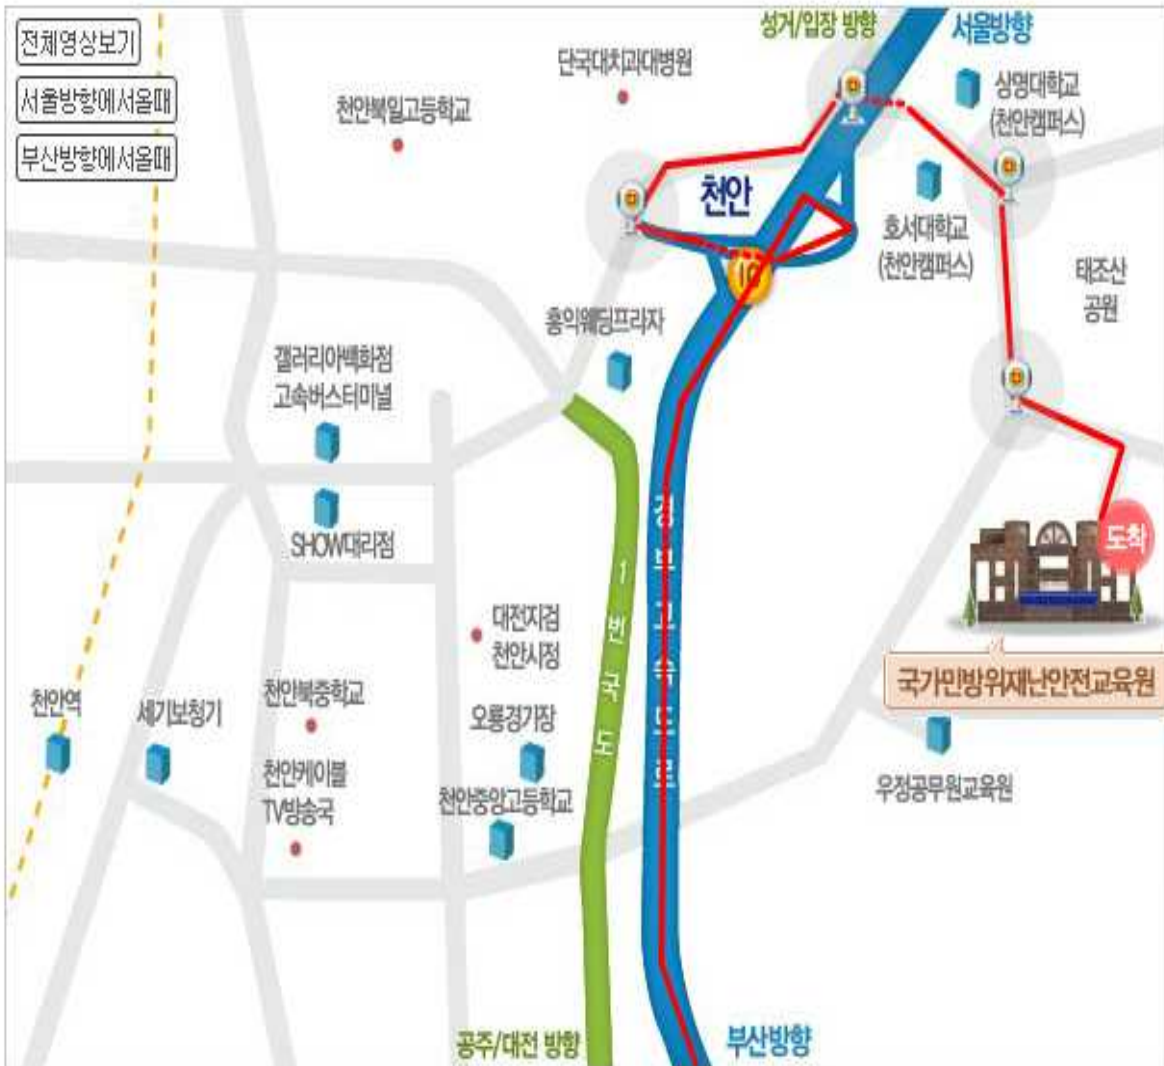 전체영상보기
서울방향에서올때
부산방향에서올때
성거/입장 방향
서울방향
단국대치과대병원
상명대학교
(천안캠퍼스)
천안북일고등학교
천안
호서대학교
(천안캠퍼스)
태조산
공원
IC
홍익웨딩프라자
갤러리아백화점
고속버스터미널
SHOW대리점
경부고속도로
1번국도
도착
대전지검
천안시정
국가민방위재난안전교육원
천안북중학교
천안역
세기보청기
오룡경기장
천안케이블
TV방송국
천안중앙고등학교
우정공무원교육원
공주/대전 방향
부산방향